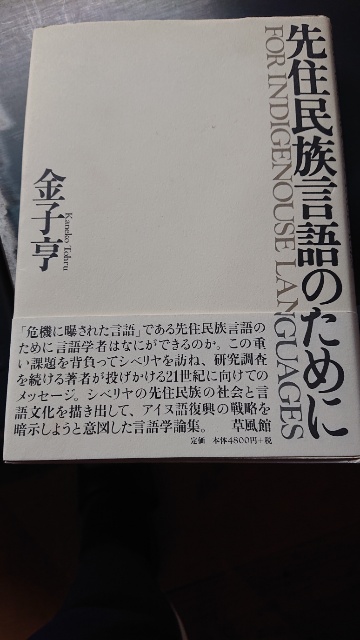 先住民族言語のために
FOR INDIGENOUSE LANGUAGES
金子亨
Kaneko Tohru
「危機に曝された言語」である先住民族言語の
ために言語学者はなにができるのか。この重
い課題を背負ってシベリヤを訪ね、研究調査
を続ける著者が投げかける21世紀に向けての
メッセージ。シベリヤの先住民族の社会と言
語文化を描き出して、アイヌ語復興の戦略を
暗示しようと意図した言語学論集。 草風館
定価 本体4800円+税